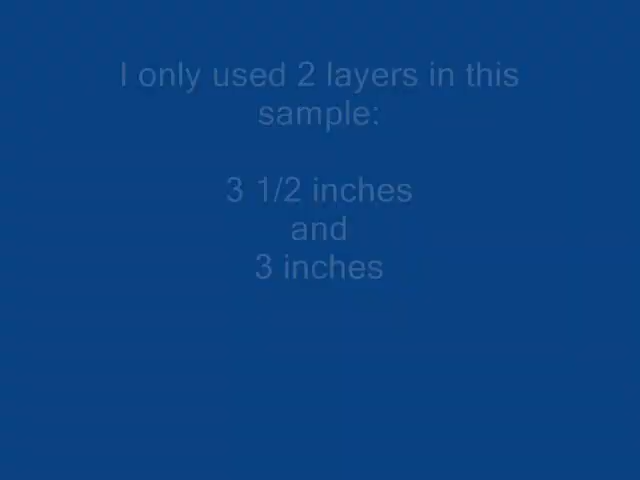 I only used 2 layers in this
sample:
3 1/2 inches
and
3 inches